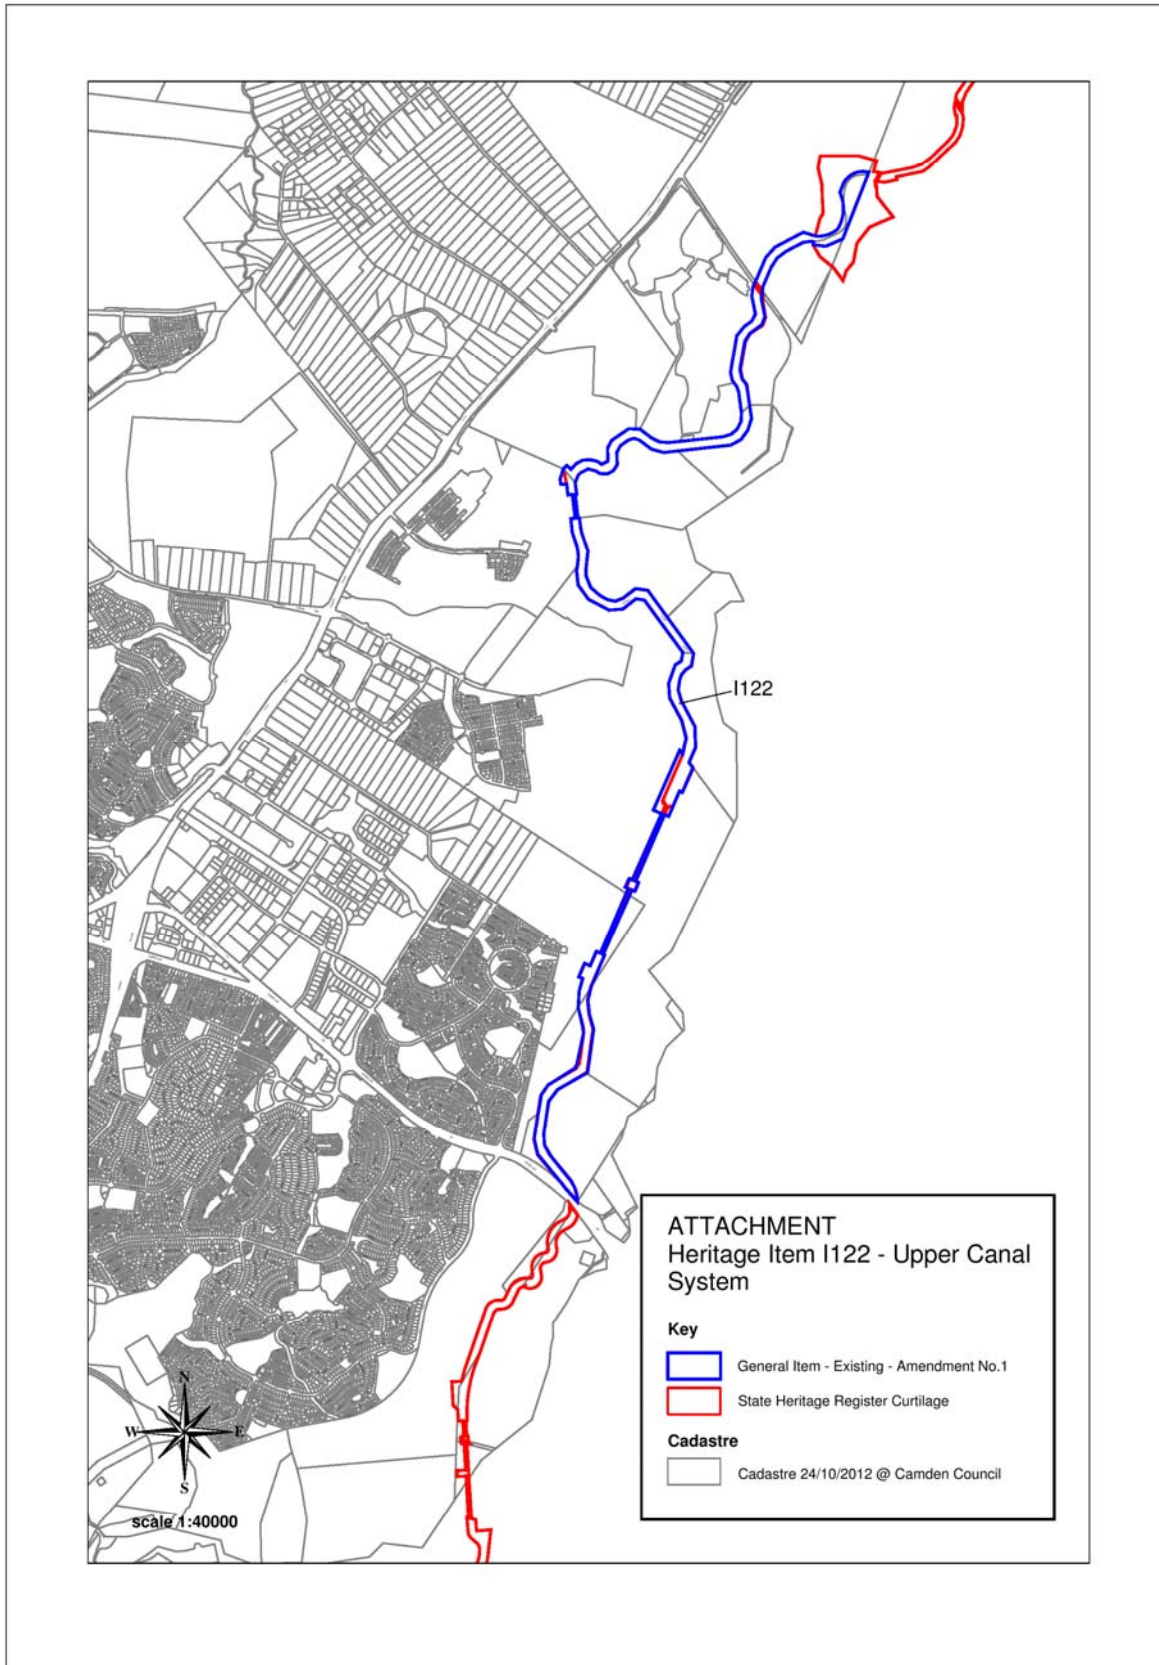 I122
ATTACHMENT
Heritage Item I122 - Upper Canal
System
Key
General Item - Existing - Amendment No.1
State Heritage Register Curtilage
Cadastre
Cadastre 24/10/2012 @ Camden Council
N
W E
S
scale 1:40000